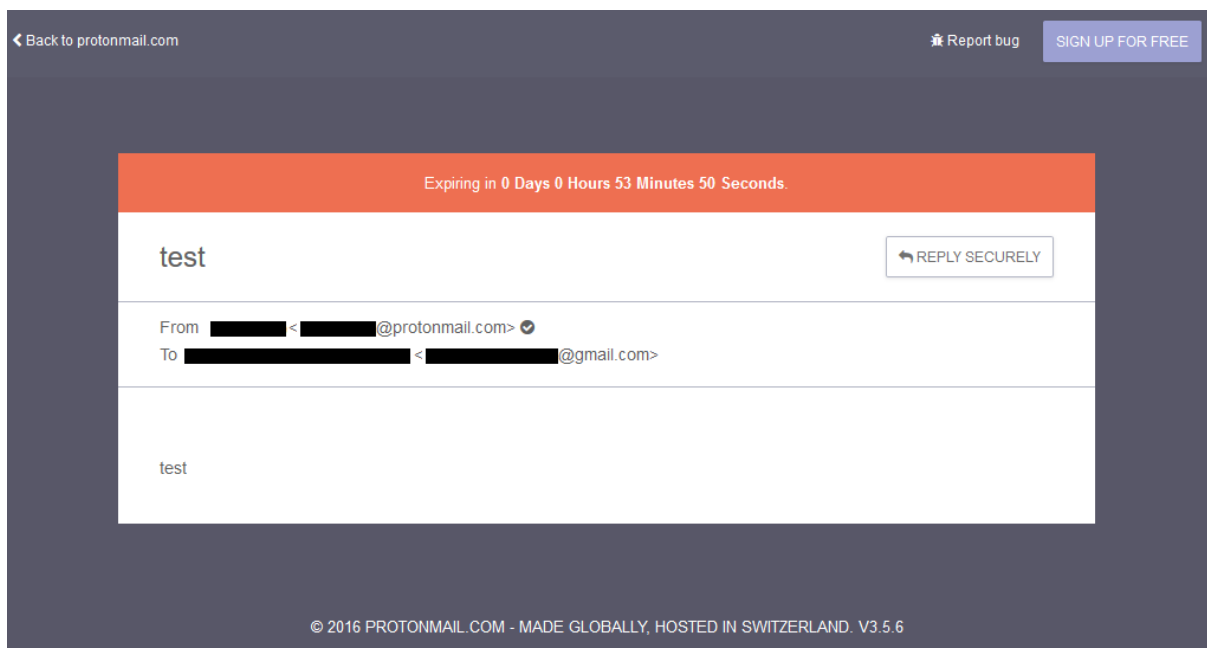 Back to protonmail.com
Report bug
SIGN UP FOR FREE
Expiring in 0 Days 0 Hours 53 Minutes 50 Seconds.
test
REPLY SECURELY
From < @protonmail.com>
To < @gmail.com>
test
© 2016 PROTONMAIL.COM - MADE GLOBALLY, HOSTED IN SWITZERLAND. V3.5.6